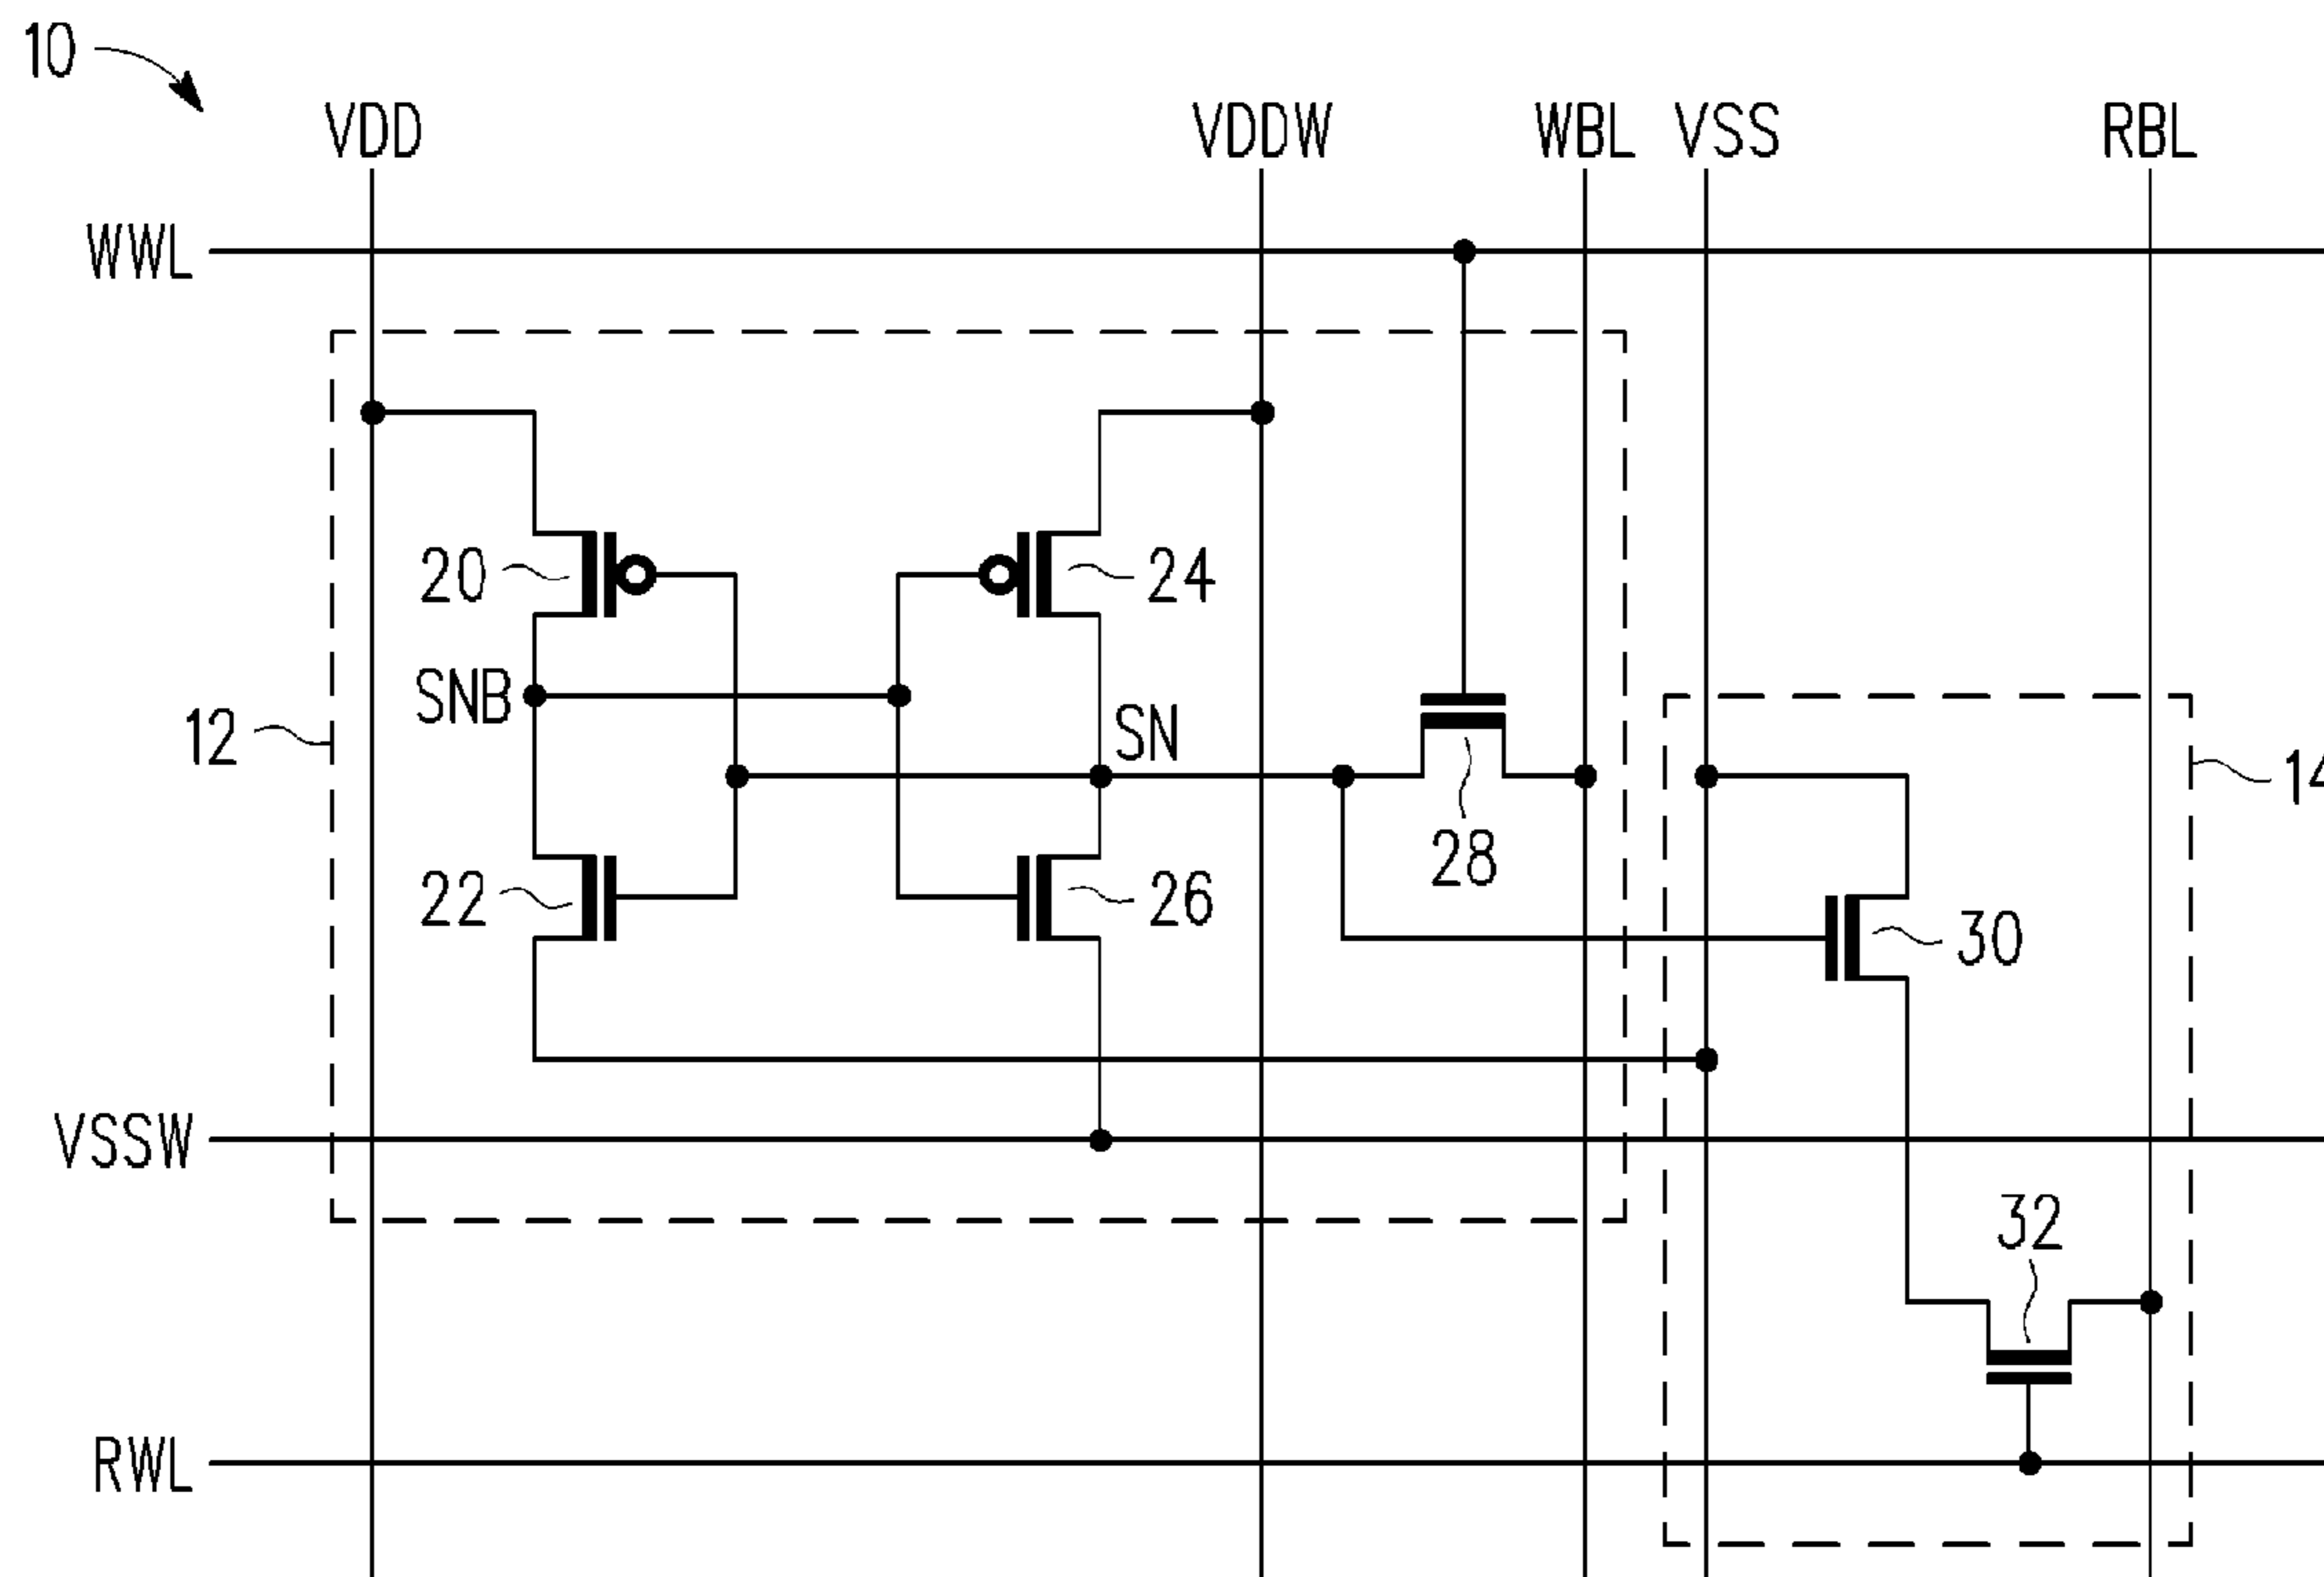 10
VDD VDDW WBL VSS RBL
WWL
20 24
SNB SN
12 14
28
22 26
30
VSSW
32
RWL